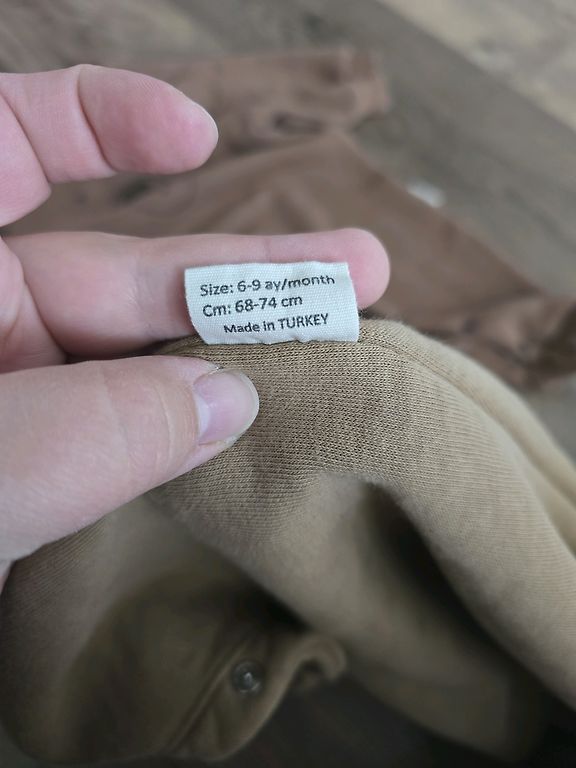 Size: 6-9 ay/month
Cm: 68-74 cm
Made in TURKEY